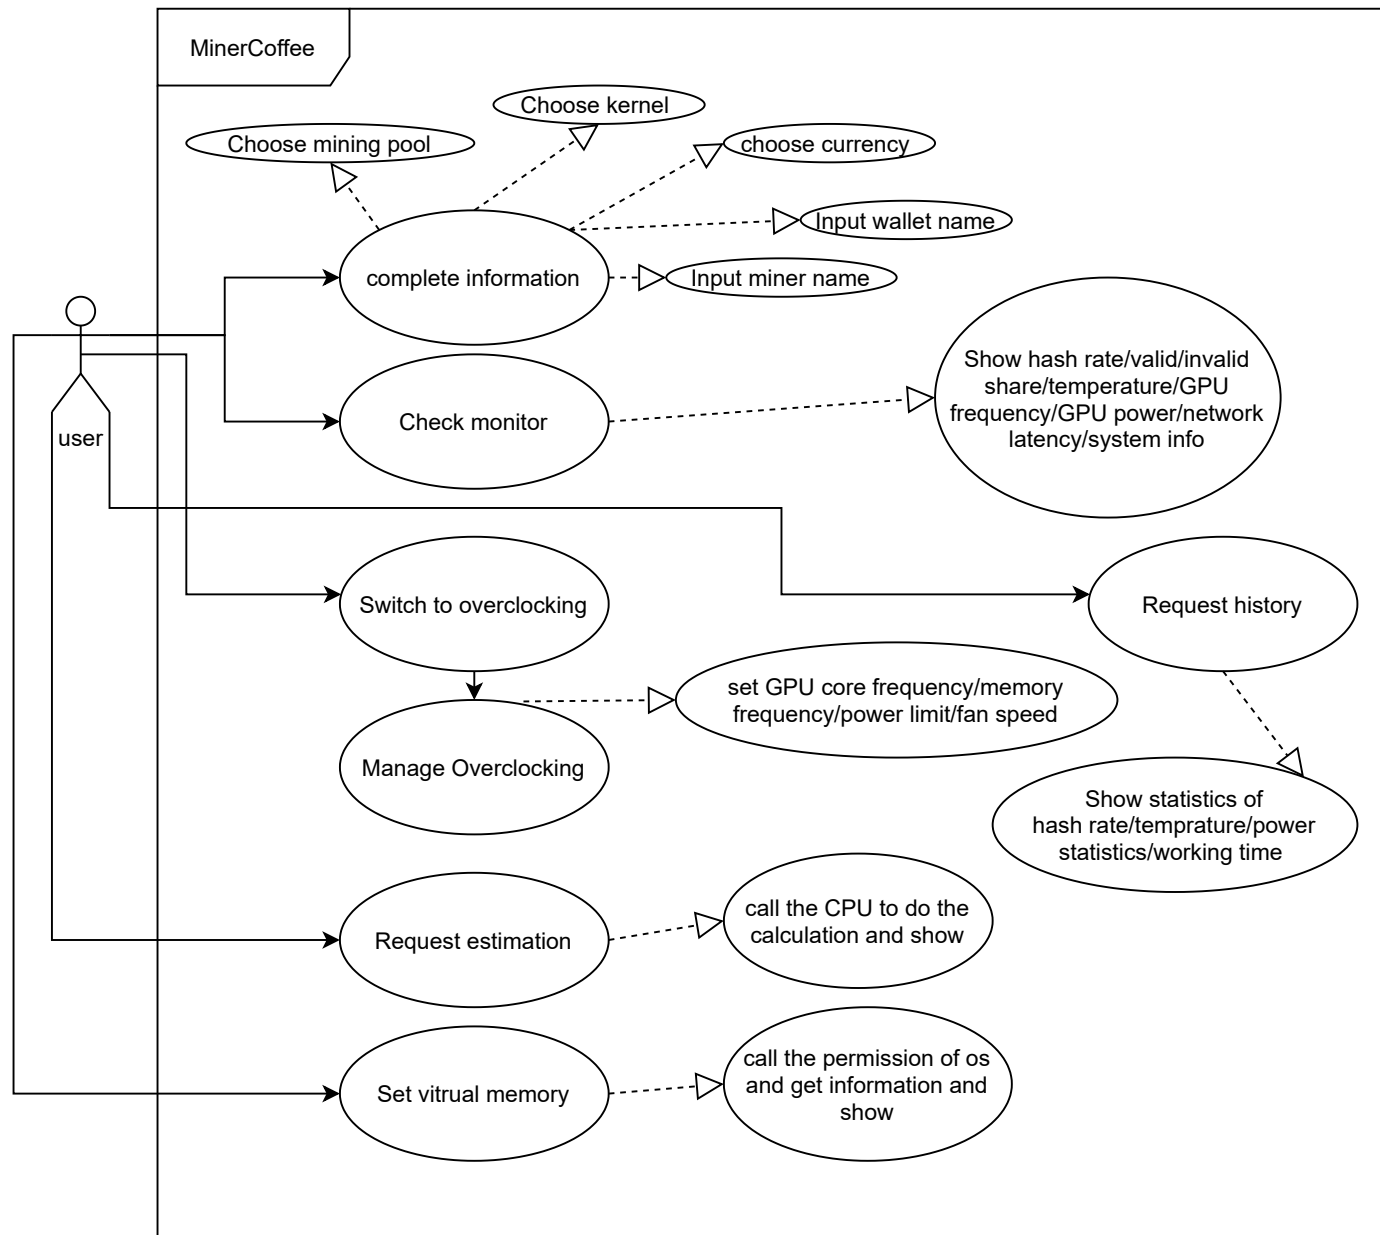 MinerCoffee
Choose kernel
Choose mining pool
choose currency
Input wallet name
complete information
Input miner name
Show hash rate/valid/invalid
share/temperature/GPU
frequency/GPU power/network
latency/system info
Check monitor
user
Switch to overclocking
Request history
set GPU core frequency/memory
frequency/power limit/fan speed
Manage Overclocking
Show statistics of
hash rate/temprature/power
statistics/working time
call the CPU to do the
calculation and show
Request estimation
call the permission of os
and get information and
show
Set vitrual memory